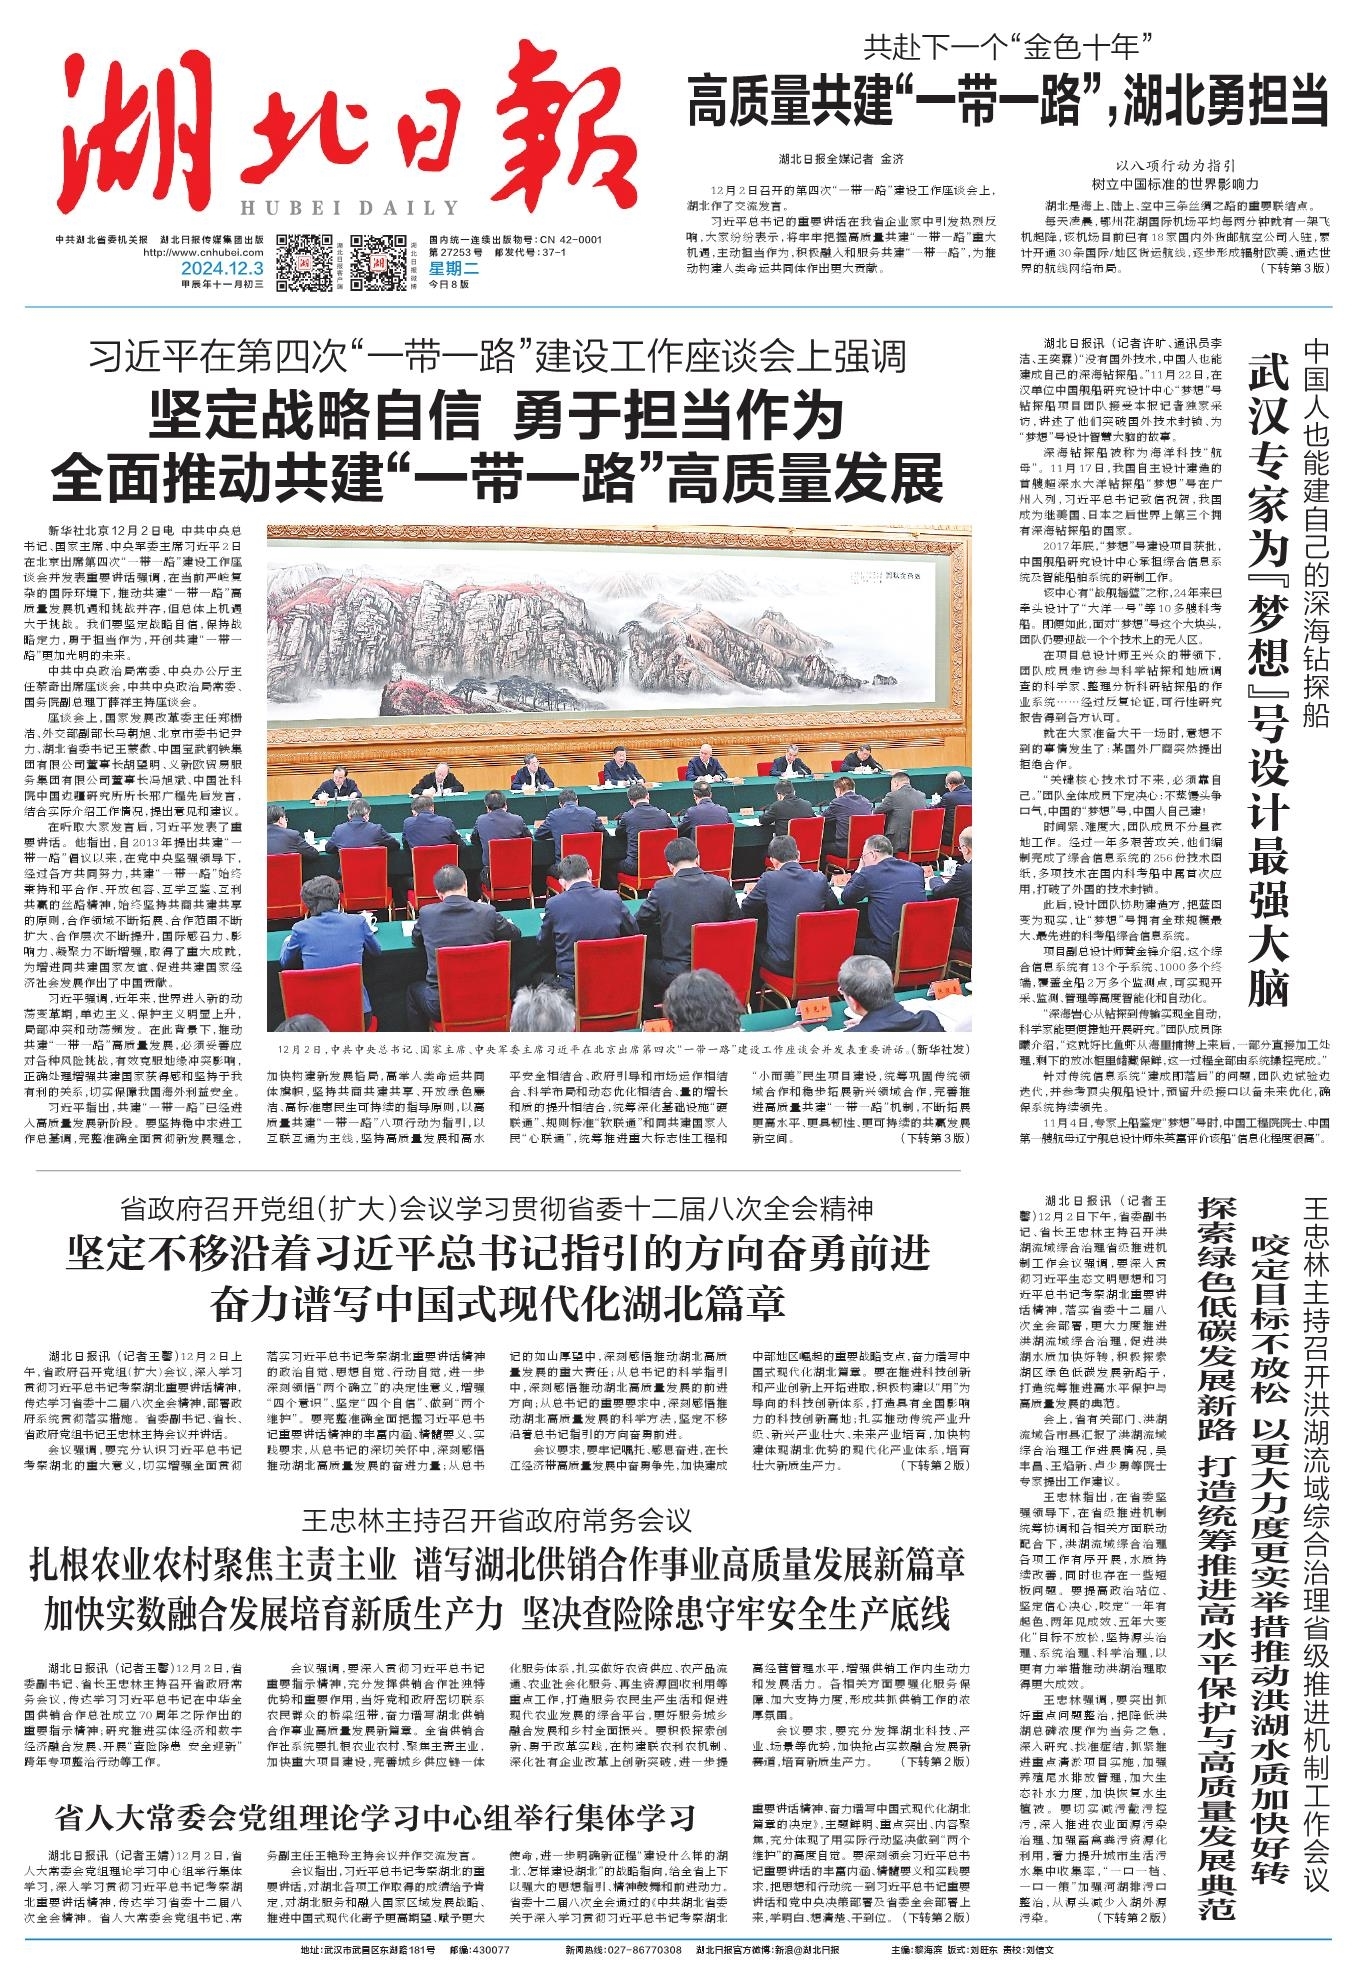 湖北日報
HUBEI DAILY
中共湖北省委机关报 湖北日报传媒集团出版
http://www.cnhubei.com
2024.12.3
甲辰年十一月初三
湖北日报客户端
湖北日报微博
国内统一连续出版物号:CN 42-0001
第27253号 邮发代号:37-1
星期二
今日8版
共赴下一个“金色十年”
高质量共建“一带一路”,湖北勇担当
湖北日报全媒记者 金济
12月2日召开的第四次“一带一路”建设工作座谈会上,
湖北作了交流发言。
习近平总书记的重要讲话在我省企业家中引发热烈反
响,大家纷纷表示,将牢牢把握高质量共建“一带一路”重大
机遇,主动担当作为,积极融入和服务共建“一带一路”,为推
动构建人类命运共同体作出更大贡献。
以八项行动为指引
树立中国标准的世界影响力
湖北是海上、陆上、空中三条丝绸之路的重要联结点。
每天凌晨,鄂州花湖国际机场平均每两分钟就有一架飞
机起降,该机场目前已有18家国内外货邮航空公司入驻,累
计开通30条国际/地区货运航线,逐步形成辐射欧美、通达世
界的航线网络布局。 (下转第3版)
习近平在第四次“一带一路”建设工作座谈会上强调
坚定战略自信 勇于担当作为
全面推动共建“一带一路”高质量发展
新华社北京12月2日电 中共中央总
书记、国家主席、中央军委主席习近平2日
在北京出席第四次“一带一路”建设工作座
谈会并发表重要讲话强调,在当前严峻复
杂的国际环境下,推动共建“一带一路”高
质量发展机遇和挑战并存,但总体上机遇
大于挑战。我们要坚定战略自信,保持战
略定力,勇于担当作为,开创共建“一带一
路”更加光明的未来。
中共中央政治局常委、中央办公厅主
任蔡奇出席座谈会,中共中央政治局常委、
国务院副总理丁薛祥主持座谈会。
座谈会上,国家发展改革委主任郑栅
洁、外交部副部长马朝旭、北京市委书记尹
力、湖北省委书记王蒙徽、中国宝武钢铁集
团有限公司董事长胡望明、义新欧贸易服
务集团有限公司董事长冯旭斌、中国社科
院中国边疆研究所所长邢广程先后发言,
结合实际介绍工作情况,提出意见和建议。
在听取大家发言后,习近平发表了重
要讲话。他指出,自2013年提出共建“一
带一路”倡议以来,在党中央坚强领导下,
经过各方共同努力,共建“一带一路”始终
秉持和平合作、开放包容、互学互鉴、互利
共赢的丝路精神,始终坚持共商共建共享
的原则,合作领域不断拓展、合作范围不断
扩大、合作层次不断提升,国际感召力、影
响力、凝聚力不断增强,取得了重大成就,
为增进同共建国家友谊、促进共建国家经
济社会发展作出了中国贡献。
习近平强调,近年来,世界进入新的动
荡变革期,单边主义、保护主义明显上升,
局部冲突和动荡频发。在此背景下,推动
共建“一带一路”高质量发展,必须妥善应
对各种风险挑战,有效克服地缘冲突影响,
正确处理增强共建国家获得感和坚持于我
有利的关系,切实保障我国海外利益安全。
习近平指出,共建“一带一路”已经进
入高质量发展新阶段。要坚持稳中求进工
作总基调,完整准确全面贯彻新发展理念,
12月2日,中共中央总书记、国家主席、中央军委主席习近平在北京出席第四次“一带一路”建设工作座谈会并发表重要讲话。(新华社发)
加快构建新发展格局,高举人类命运共同
体旗帜,坚持共商共建共享、开放绿色廉
洁、高标准惠民生可持续的指导原则,以高
质量共建“一带一路”八项行动为指引,以
互联互通为主线,坚持高质量发展和高水
平安全相结合、政府引导和市场运作相结
合、科学布局和动态优化相结合、量的增长
和质的提升相结合,统筹深化基础设施“硬
联通”、规则标准“软联通”和同共建国家人
民“心联通”,统筹推进重大标志性工程和
“小而美”民生项目建设,统筹巩固传统领
域合作和稳步拓展新兴领域合作,完善推
进高质量共建“一带一路”机制,不断拓展
更高水平、更具韧性、更可持续的共赢发展
新空间。 (下转第3版)
中国人也能建自己的深海钻探船
武汉专家为『梦想』号设计最强大脑
湖北日报讯 (记者许旷、通讯员李
洁、王奕霖)“没有国外技术,中国人也能
建成自己的深海钻探船。”11月22日,在
汉单位中国舰船研究设计中心“梦想”号
钻探船项目团队接受本报记者独家采
访,讲述了他们突破国外技术封锁、为
“梦想”号设计智慧大脑的故事。
深海钻探船被称为海洋科技“航
母”。11月17日,我国自主设计建造的
首艘超深水大洋钻探船“梦想”号在广
州入列,习近平总书记致信祝贺,我国
成为继美国、日本之后世界上第三个拥
有深海钻探船的国家。
2017年底,“梦想”号建设项目获批,
中国舰船研究设计中心承担综合信息系
统及智能船舶系统的研制工作。
该中心有“战舰摇篮”之称,24年来已
牵头设计了“大洋一号”等10多艘科考
船。即便如此,面对“梦想”号这个大块头,
团队仍要迎战一个个技术上的无人区。
在项目总设计师王兴众的带领下,
团队成员走访参与科学钻探和地质调
查的科学家、整理分析科研钻探船的作
业系统……经过反复论证,可行性研究
报告得到各方认可。
就在大家准备大干一场时,意想不
到的事情发生了:某国外厂商突然提出
拒绝合作。
“关键核心技术讨不来,必须靠自
己。”团队全体成员下定决心:不蒸馒头争
口气,中国的“梦想”号,中国人自己建!
时间紧、难度大,团队成员不分昼夜
地工作。经过一年多艰苦攻关,他们编
制完成了综合信息系统的256份技术图
纸,多项技术在国内科考船中属首次应
用,打破了外国的技术封锁。
此后,设计团队协助建造方,把蓝图
变为现实,让“梦想”号拥有全球规模最
大、最先进的科考船综合信息系统。
项目副总设计师黄金锋介绍,这个综
合信息系统有13个子系统、1000多个终
端,覆盖全船2万多个监测点,可实现开
采、监测、管理等高度智能化和自动化。
“深海岩心从钻探到传输实现全自动,
科学家能更便捷地开展研究。”团队成员陈
曦介绍,“这就好比鱼虾从海里捕捞上来后,一部分直接加工处
理,剩下的放冰柜里储藏保鲜,这一过程全部由系统操控完成。”
针对传统信息系统“建成即落后”的问题,团队边试验边
迭代,并参考顶尖舰船设计,预留升级接口以备未来优化,确
保系统持续领先。
11月4日,专家上船鉴定“梦想”号时,中国工程院院士、中国
第一艘航母辽宁舰总设计师朱英富评价该船“信息化程度很高”。
省政府召开党组(扩大)会议学习贯彻省委十二届八次全会精神
坚定不移沿着习近平总书记指引的方向奋勇前进
奋力谱写中国式现代化湖北篇章
湖北日报讯 (记者王馨)12月2日上
午,省政府召开党组(扩大)会议,深入学习
贯彻习近平总书记考察湖北重要讲话精神,
传达学习省委十二届八次全会精神,部署政
府系统贯彻落实措施。省委副书记、省长、
省政府党组书记王忠林主持会议并讲话。
会议强调,要充分认识习近平总书记
考察湖北的重大意义,切实增强全面贯彻
落实习近平总书记考察湖北重要讲话精神
的政治自觉、思想自觉、行动自觉,进一步
深刻领悟“两个确立”的决定性意义,增强
“四个意识”、坚定“四个自信”、做到“两个
维护”。要完整准确全面把握习近平总书
记重要讲话精神的丰富内涵、精髓要义、实
践要求,从总书记的深切关怀中,深刻感悟
推动湖北高质量发展的奋进力量;从总书
记的如山厚望中,深刻感悟推动湖北高质
量发展的重大责任;从总书记的科学指引
中,深刻感悟推动湖北高质量发展的前进
方向;从总书记的重要要求中,深刻感悟推
动湖北高质量发展的科学方法,坚定不移
沿着总书记指引的方向奋勇前进。
会议要求,要牢记嘱托、感恩奋进,在长
江经济带高质量发展中奋勇争先,加快建成
中部地区崛起的重要战略支点,奋力谱写中
国式现代化湖北篇章。要在推进科技创新
和产业创新上开拓进取,积极构建以“用”为
导向的科技创新体系,打造具有全国影响
力的科技创新高地;扎实推动传统产业升
级、新兴产业壮大、未来产业培育,加快构
建体现湖北优势的现代化产业体系,培育
壮大新质生产力。 (下转第2版)
王忠林主持召开省政府常务会议
扎根农业农村聚焦主责主业 谱写湖北供销合作事业高质量发展新篇章
加快实数融合发展培育新质生产力 坚决查险除患守牢安全生产底线
湖北日报讯 (记者王馨)12月2日,省
委副书记、省长王忠林主持召开省政府常
务会议,传达学习习近平总书记在中华全
国供销合作总社成立70周年之际作出的
重要指示精神;研究推进实体经济和数字
经济融合发展、开展“查险除患 安全迎新”
跨年专项整治行动等工作。
会议强调,要深入贯彻习近平总书记
重要指示精神,充分发挥供销合作社独特
优势和重要作用,当好党和政府密切联系
农民群众的桥梁纽带,奋力谱写湖北供销
合作事业高质量发展新篇章。全省供销合
作社系统要扎根农业农村、聚焦主责主业,
加快重大项目建设,完善城乡供应链一体
化服务体系,扎实做好农资供应、农产品流
通、农业社会化服务、再生资源回收利用等
重点工作,打造服务农民生产生活和促进
现代农业发展的综合平台,更好服务城乡
融合发展和乡村全面振兴。要积极探索创
新、勇于改革实践,在构建联农利农机制、
深化社有企业改革上创新突破,进一步提
高经营管理水平,增强供销工作内生动力
和发展活力。各相关方面要强化服务保
障、加大支持力度,形成共抓供销工作的浓
厚氛围。
会议要求,要充分发挥湖北科技、产
业、场景等优势,加快抢占实数融合发展新
赛道,培育新质生产力。 (下转第2版)
省人大常委会党组理论学习中心组举行集体学习
湖北日报讯 (记者王婧)12月2日,省
人大常委会党组理论学习中心组举行集体
学习,深入学习贯彻习近平总书记考察湖
北重要讲话精神,传达学习省委十二届八
次全会精神。省人大常委会党组书记、常
务副主任王艳玲主持会议并作交流发言。
会议指出,习近平总书记考察湖北的重
要讲话,对湖北各项工作取得的成绩给予肯
定,对湖北服务和融入国家区域发展战略、
推进中国式现代化寄予更高期望、赋予更大
使命,进一步明确新征程“建设什么样的湖
北、怎样建设湖北”的战略指向,给全省上下
以强大的思想指引、精神鼓舞和前进动力。
省委十二届八次全会通过的《中共湖北省委
关于深入学习贯彻习近平总书记考察湖北
重要讲话精神、奋力谱写中国式现代化湖北
篇章的决定》,主题鲜明、重点突出、内容聚
焦,充分体现了用实际行动坚决做到“两个
维护”的高度自觉。要深刻领会习近平总书
记重要讲话的丰富内涵、精髓要义和实践要
求,把思想和行动统一到习近平总书记重要
讲话和党中央决策部署及省委全会部署上
来,学明白、想清楚、干到位。(下转第2版)
王忠林主持召开洪湖流域综合治理省级推进机制工作会议
咬定目标不放松 以更大力度更实举措推动洪湖水质加快好转
探索绿色低碳发展新路 打造统筹推进高水平保护与高质量发展典范
湖北日报讯 (记者王
馨)12月2日下午,省委副书
记、省长王忠林主持召开洪
湖流域综合治理省级推进机
制工作会议强调,要深入贯
彻习近平生态文明思想和习
近平总书记考察湖北重要讲
话精神,落实省委十二届八
次全会部署,更大力度推进
洪湖流域综合治理,促进洪
湖水质加快好转,积极探索
湖区绿色低碳发展新路子,
打造统筹推进高水平保护与
高质量发展的典范。
会上,省有关部门、洪湖
流域各市县汇报了洪湖流域
综合治理工作进展情况,吴
丰昌、王焰新、卢少勇等院士
专家提出工作建议。
王忠林指出,在省委坚
强领导下,在省级推进机制
统筹协调和各相关方面联动
配合下,洪湖流域综合治理
各项工作有序开展,水质持
续改善,同时也存在一些短
板问题。要提高政治站位、
坚定信心决心,咬定“一年有
起色、两年见成效、五年大变
化”目标不放松,坚持源头治
理、系统治理、科学治理,以
更有力举措推动洪湖治理取
得更大成效。
王忠林强调,要突出抓
好重点问题整治,把降低洪
湖总磷浓度作为当务之急,
深入研究、找准症结,抓紧推
进重点清淤项目实施,加强
养殖尾水排放管理,加大生
态补水力度,加快恢复水生
植被。要切实减污截污控
污,深入推进农业面源污染
治理、加强畜禽粪污资源化
利用,着力提升城市生活污
水集中收集率,“一口一档、
一口一策”加强河湖排污口
整治,从源头减少入湖外源
污染。 (下转第2版)
地址:武汉市武昌区东湖路181号 邮编:430077 新闻热线:027-86770308 湖北日报官方微博:新浪@湖北日报 主编:黎海滨 版式:刘旺东 责校:刘信文